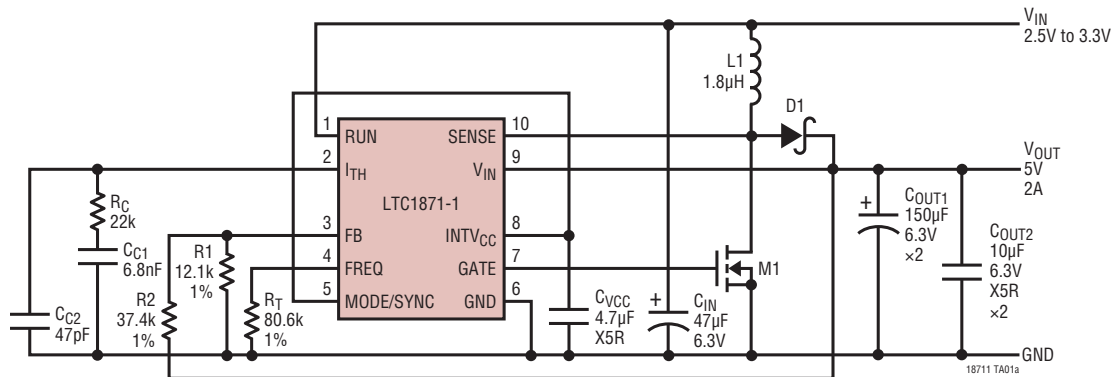 VIN
2.5V to 3.3V
L1
1.8µH
D1
1
RUN
SENSE
10
2
ITH
VIN
9
VOUT
5V
2A
RC
22k
LTC1871-1
COUT1
150µF
6.3V
×2
+
3
FB
INTVCC
8
CC1
6.8nF
R1
12.1k
1%
4
FREQ
GATE
7
M1
COUT2
10µF
6.3V
X5R
×2
5
MODE/SYNC
GND
6
CC2
47pF
R2
37.4k
1%
RT
80.6k
1%
CVCC
4.7µF
X5R
+
CIN
47µF
6.3V
GND
18711 TA01a